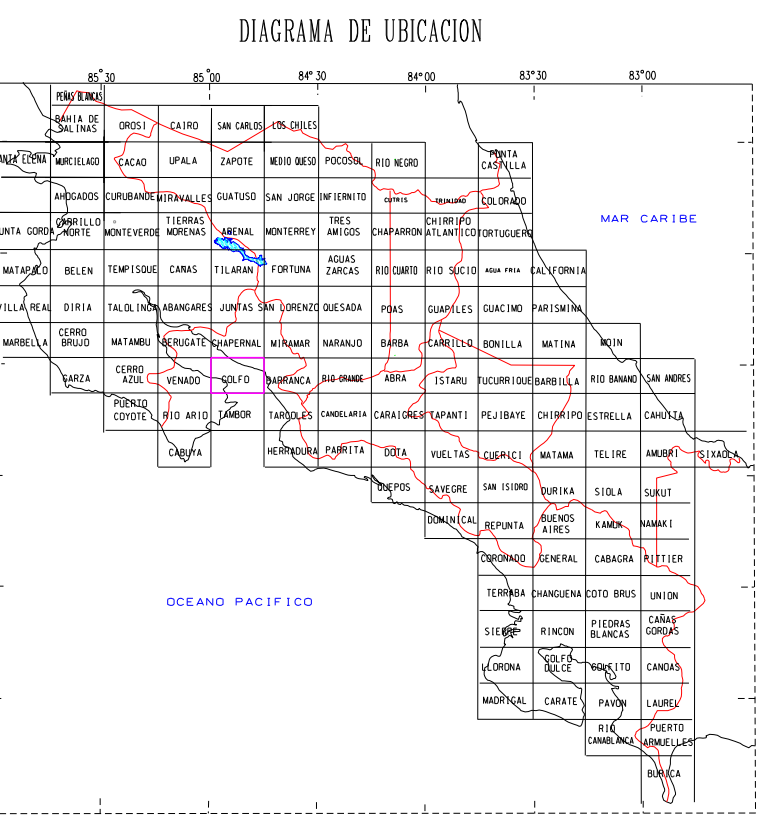 DIAGRAMA DE UBICACION
85°30 85°00 84°30 84°00 83°30 83°00
PEÑAS BLANCAS
BAHIA DE SALINAS OROSI CAIRO SAN CARLOS LOS CHILES
ANTA ELENA MURCIELAGO CACAO UPALA ZAPOTE MEDIO QUESO POCOSOL RIO NEGRO PUNTA CASTILLA
AHOGADOS CURUBANDE MIRAVALLES GUATUSO SAN JORGE INFIERNITO CUTRIS TRINIDAD COLORADO
MAR CARIBE
UNTA GORDA CARRILLO NORTE MONTEVERDE TIERRAS MORENAS ARENAL MONTERREY TRES AMIGOS CHAPARRON CHIRRIPO ATLANTICO TORTUGUERO
MATAPALO BELEN TEMPISQUE CAÑAS TILARAN FORTUNA AGUAS ZARCAS RIO CUARTO RIO SUCIO AGUA FRIA CALIFORNIA
VILLA REAL DIRIA TALOLINGA ABANGARES JUNTAS SAN LORENZO QUESADA POAS GUAPILES GUACIMO PARISMINA
MARBELLA CERRO BRUJO MATAMBU BERUGATE CHAPERNAL MIRAMAR NARANJO BARBA CARRILLO BONILLA MATINA MOIN
GARZA CERRO AZUL VENADO GOLFO BARRANCA RIO GRANDE ABRA ISTARU TUCURRIQUE BARBILLA RIO BANANO SAN ANDRES
PUERTO COYOTE RIO ARIO TAMBOR TARCOLES CANDELARIA CARAIGRES TAPANTI PEJIBAYE CHIRRIPO ESTRELLA CAHUITA
CABUYA HERRADURA PARRITA DOTA VUELTAS CUERICI MATAMA TELIRE AMUBRI SIXAOLA
QUEPOS SAVEGRE SAN ISIDRO DURIKA SIOLA SUKUT
DOMINICAL REPUNTA BUENOS AIRES KAMUK NAMAKI
CORONADO GENERAL CABAGRA PITTIER
OCEANO PACIFICO
TERRABA CHANGUENA COTO BRUS UNION
SIERPE RINCON PIEDRAS BLANCAS CAÑAS GORDAS
LLORONA GOLFO DULCE GOLFITO CANOAS
MADRIGAL CARATE PAVON LAUREL
RIO CANABLANCA PUERTO ARMUELLES
BURICA